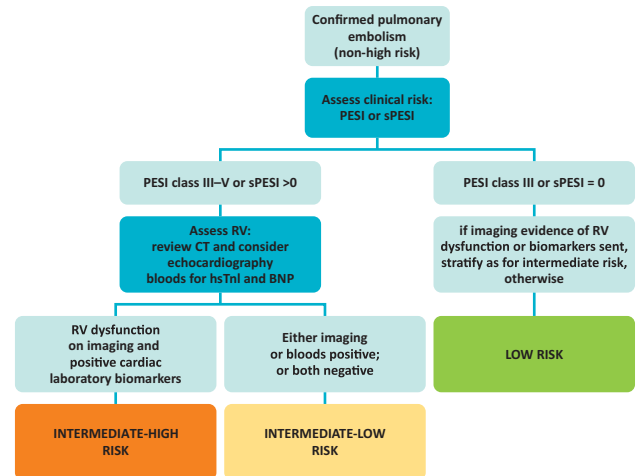 Confirmed pulmonary
embolism
(non-high risk)
Assess clinical risk:
PESI or sPESI
PESI class III–V or sPESI >0
PESI class III or sPESI = 0
Assess RV:
review CT and consider
echocardiography
bloods for hsTnI and BNP
if imaging evidence of RV
dysfunction or biomarkers sent,
stratify as for intermediate risk,
otherwise
RV dysfunction
on imaging and
positive cardiac
laboratory biomarkers
Either imaging
or bloods positive;
or both negative
LOW RISK
INTERMEDIATE-HIGH
RISK
INTERMEDIATE-LOW
RISK